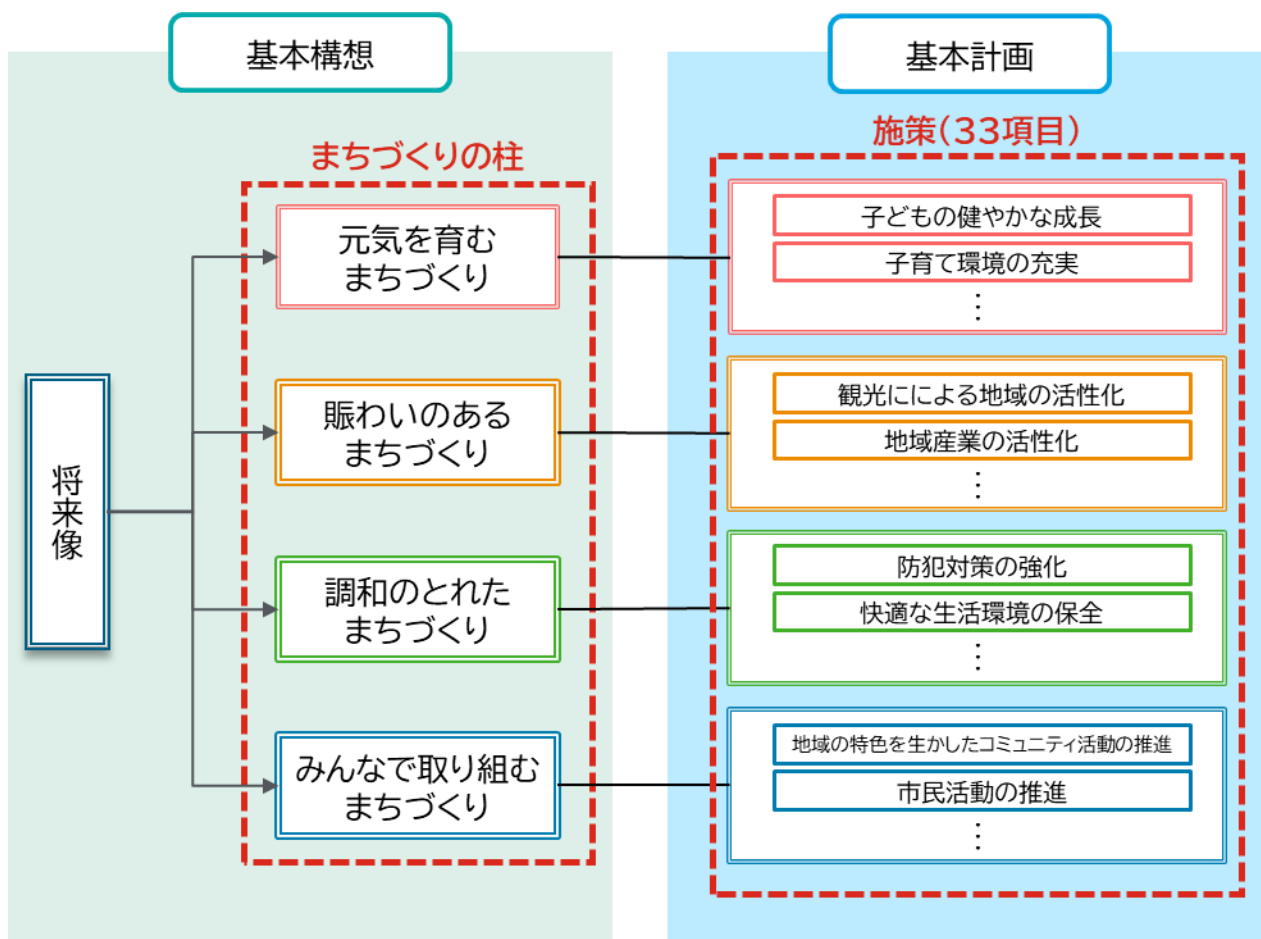 基本構想
まちづくりの柱
将来像
元気を育む
まちづくり
賑わいのある
まちづくり
調和のとれた
まちづくり
みんなで取り組む
まちづくり
基本計画
施策(33項目)
子どもの健やかな成長
子育て環境の充実
⋮
観光にによる地域の活性化
地域産業の活性化
⋮
防犯対策の強化
快適な生活環境の保全
⋮
地域の特色を生かしたコミュニティ活動の推進
市民活動の推進
⋮